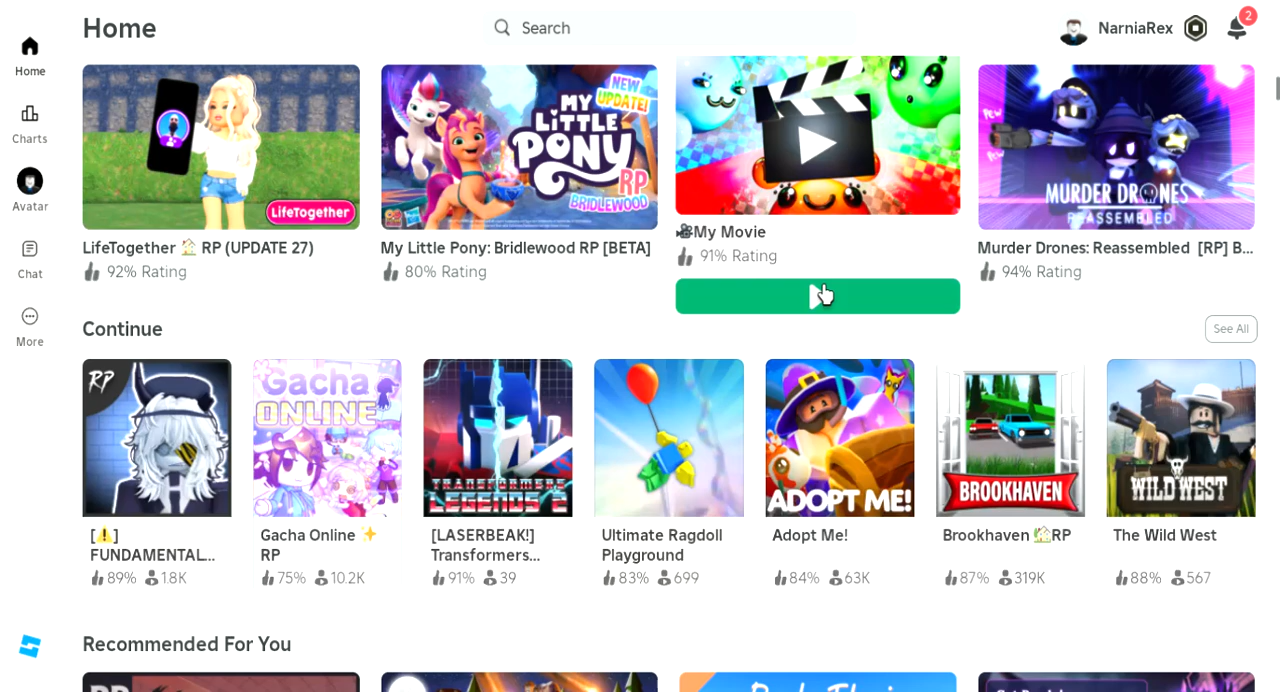 Home
Search
NarniaRex
2
Home
Charts
Avatar
Chat
More
LifeTogether
NEW UPDATE!
MY LITTLE PONY
RP
BRIDLEWOOD
PEW
PEW
MURDER DRONES
REASSEMBLED
LifeTogether 🏠 RP (UPDATE 27)
My Little Pony: Bridlewood RP [BETA]
🎥My Movie
Murder Drones: Reassembled [RP] B...
92% Rating
80% Rating
91% Rating
94% Rating
Continue
See All
RP
Gacha
ONLINE
TRANSFORMERS
LEGENDS 2
ADOPT ME!
BROOKHAVEN
WILD WEST
[⚠️]
FUNDAMENTAL...
Gacha Online ✨
RP
[LASERBEAK!]
Transformers...
Ultimate Ragdoll
Playground
Adopt Me!
Brookhaven 🏡RP
The Wild West
89% 1.8K
75% 10.2K
91% 39
83% 699
84% 63K
87% 319K
88% 567
Recommended For You